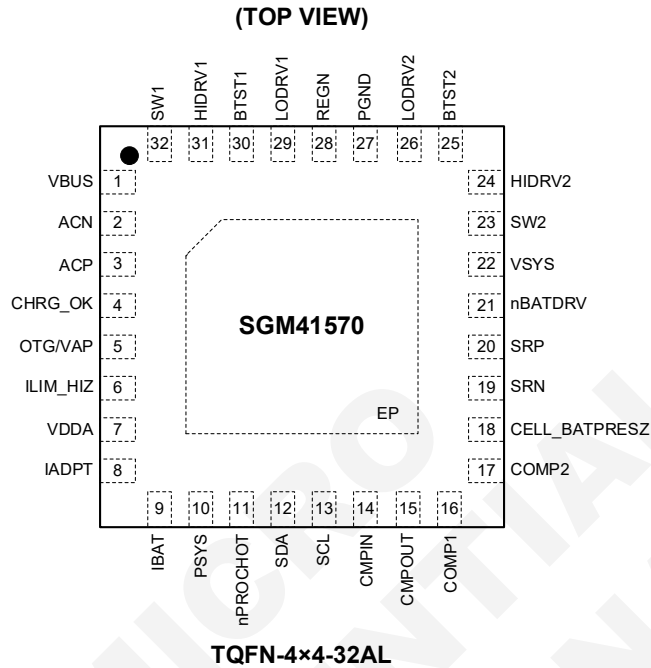 (TOP VIEW)
SW1
HIDRV1
BTST1
LODRV1
REGN
PGND
LODRV2
BTST2
32
31
30
29
28
27
26
25
VBUS 1
ACN 2
ACP 3
CHRG_OK 4
OTG/VAP 5
ILIM_HIZ 6
VDDA 7
IADPT 8
24 HIDRV2
23 SW2
22 VSYS
21 nBATDRV
20 SRP
19 SRN
18 CELL_BATPRESZ
17 COMP2
SGM41570
EP
9
10
11
12
13
14
15
16
IBAT
PSYS
nPROCHOT
SDA
SCL
CMPIN
CMPOUT
COMP1
TQFN-4×4-32AL